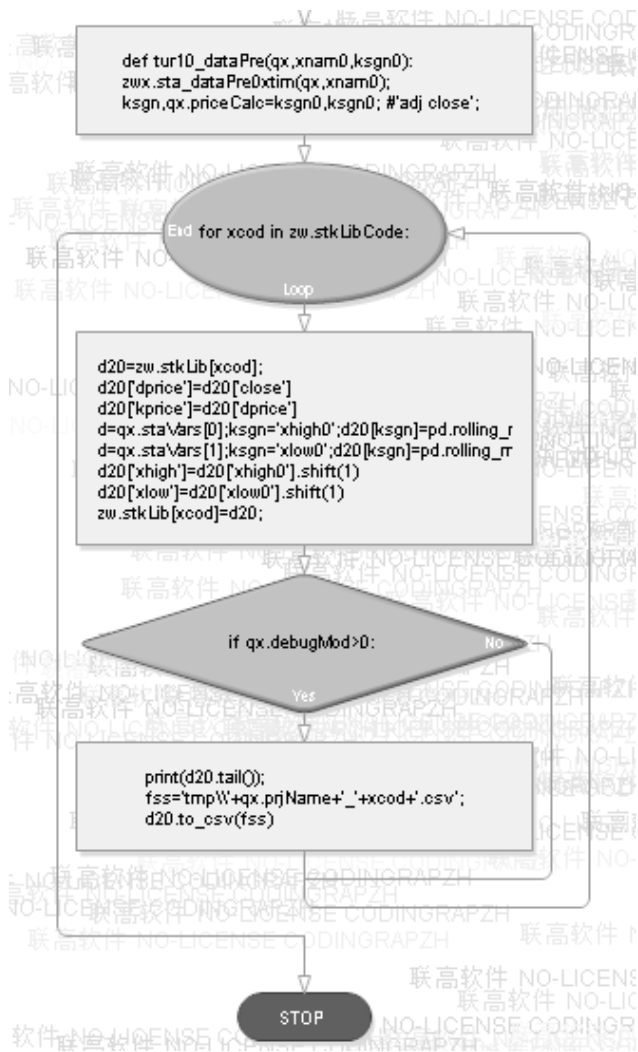 def tur10_dataPre(qx,xnam0,ksgn0):
zwx.sta_dataPre0xtim(qx,xnam0);
ksgn,qx.priceCalc=ksgn0,ksgn0; #'adj close';
End
for xcod in zw.stkLibCode:
Loop
d20=zw.stkLib[xcod];
d20['dprice']=d20['close']
d20['kprice']=d20['dprice']
d=qx.staVars[0];ksgn='xhigh0';d20[ksgn]=pd.rolling_
d=qx.staVars[1];ksgn='xlow0';d20[ksgn]=pd.rolling_
d20['xhigh']=d20['xhigh0'].shift(1)
d20['xlow']=d20['xlow0'].shift(1)
zw.stkLib[xcod]=d20;
if qx.debugMod>0:
No
Yes
print(d20.tail());
fss='tmp\\'+qx.prjName+'_'+xcod+'.csv';
d20.to_csv(fss)
联高软件 NO-LICENSE CODINGRAPZH
STOP